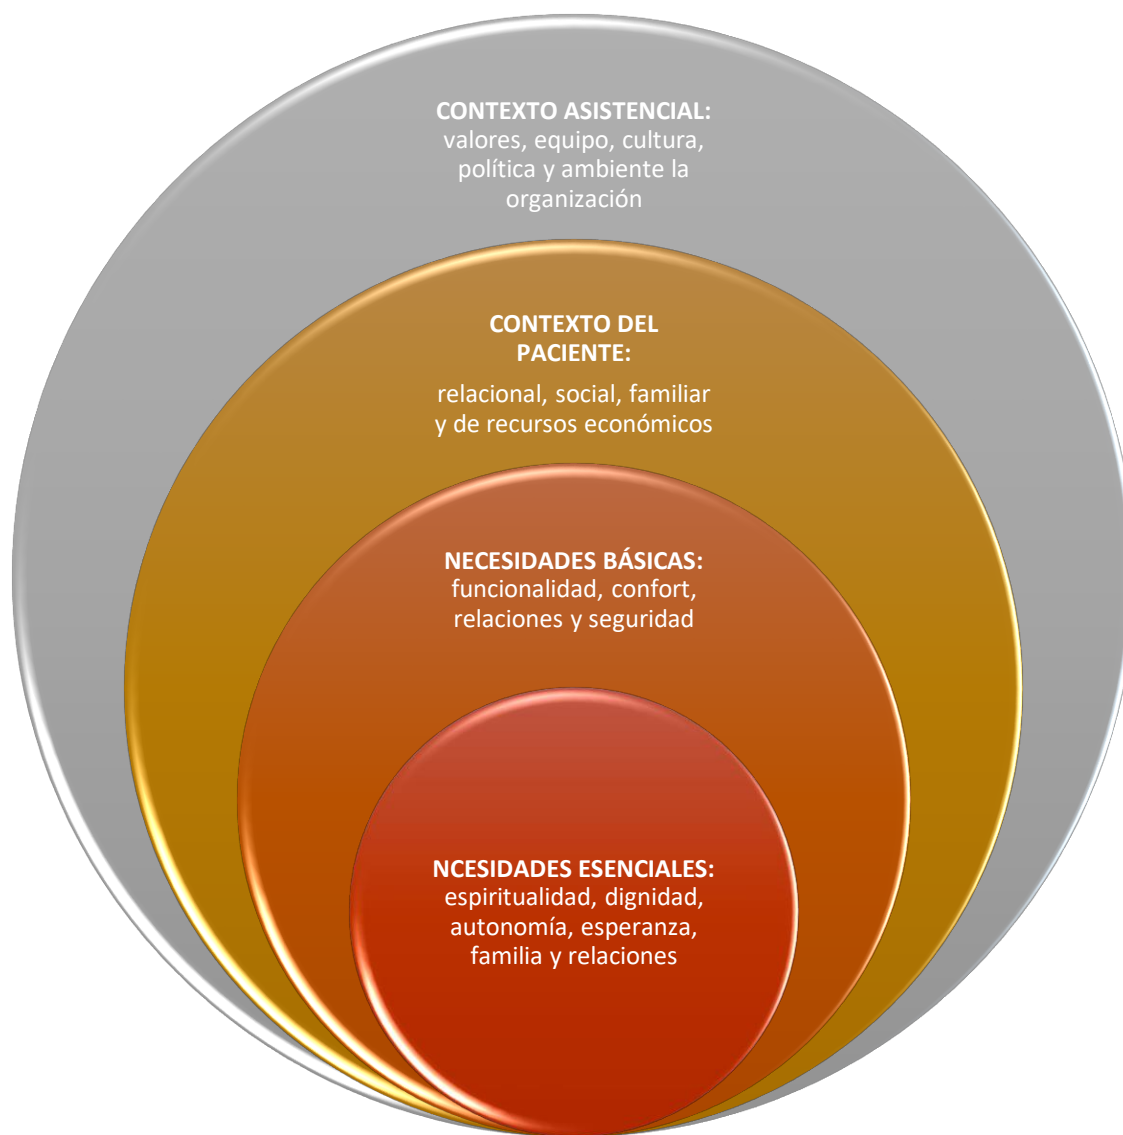 CONTEXTO ASISTENCIAL:
valores, equipo, cultura,
política y ambiente la
organización
CONTEXTO DEL
PACIENTE:
relacional, social, familiar
y de recursos económicos
NECESIDADES BÁSICAS:
funcionalidad, confort,
relaciones y seguridad
NCESIDADES ESENCIALES:
espiritualidad, dignidad,
autonomía, esperanza,
familia y relaciones